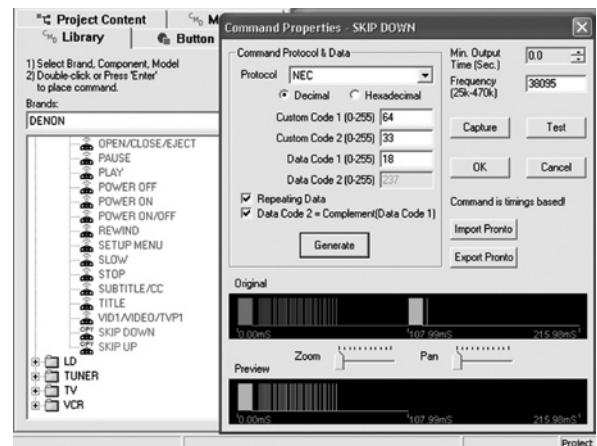 Project Content
CMD M
CMD Library
Button
1) Select Brand, Component, Model
2) Double-click or Press 'Enter'
to place command.
Brands:
DENON
OPEN/CLOSE/EJECT
PAUSE
PLAY
POWER OFF
POWER ON
POWER ON/OFF
REWIND
SETUP MENU
SLOW
STOP
SUBTITLE/CC
TITLE
VID1/VIDEO/TVP1
SKIP DOWN
SKIP UP
LD
TUNER
TV
VCR
Command Properties - SKIP DOWN
Command Protocol & Data
Protocol NEC
Decimal Hexadecimal
Custom Code 1 (0-255) 64
Custom Code 2 (0-255) 33
Data Code 1 (0-255) 18
Data Code 2 (0-255) 237
Repeating Data
Data Code 2 = Complement(Data Code 1)
Generate
Min. Output
Time (Sec.) 0.0
Frequency
(25k-470k) 38095
Capture Test
OK Cancel
Command is timings based!
Import Pronto
Export Pronto
Original
0.00mS 107.99mS 215.98mS
Zoom Pan
Preview
0.00mS 107.99mS 215.98mS
Project